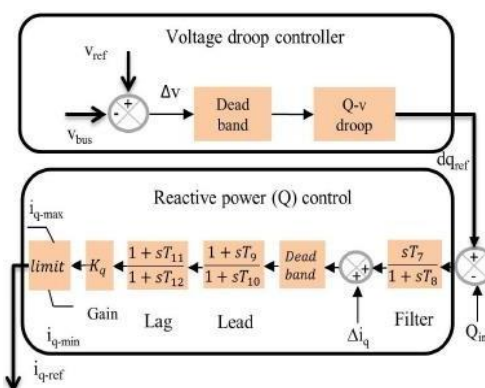 Voltage droop controller
v_ref
+
Δv
-
v_bus
Dead band
Q-v droop
dq_ref
Reactive power (Q) control
i_q-max
limit
K_q
1 + sT_11 / 1 + sT_12
1 + sT_9 / 1 + sT_10
Dead band
+
+
sT_7 / 1 + sT_8
+
-
Gain
Lag
Lead
Δi_q
Filter
i_q-min
i_q-ref